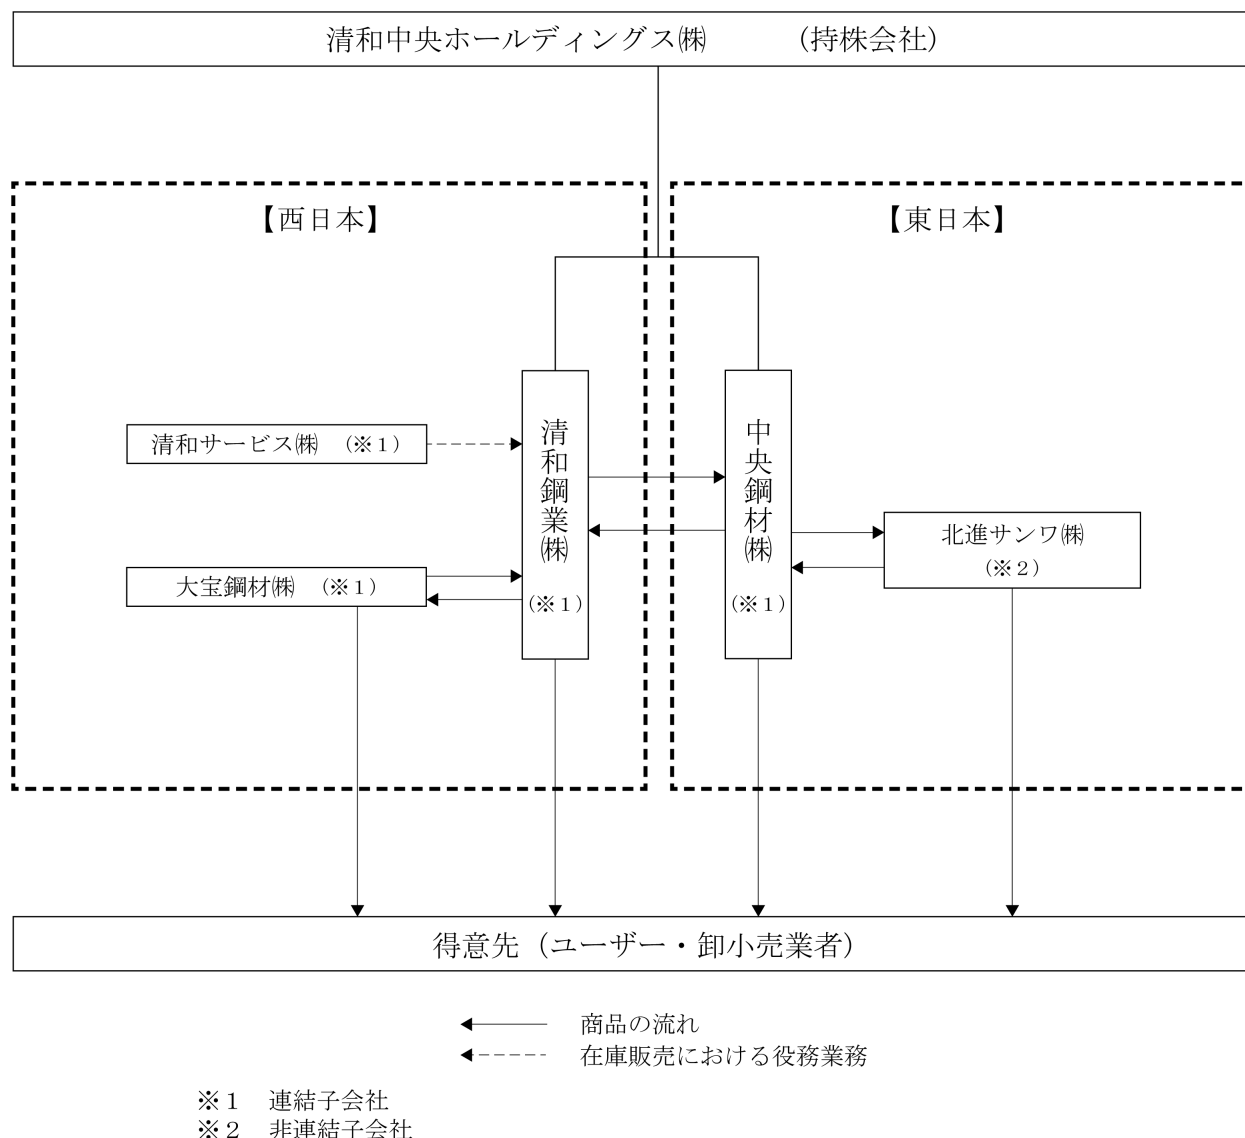 清和中央ホールディングス㈱　　　（持株会社）
【西日本】
【東日本】
清和サービス㈱　（※１）
大宝鋼材㈱　（※１）
清和鋼業㈱
（※１）
中央鋼材㈱
（※１）
北進サンワ㈱
（※２）
得意先（ユーザー・卸小売業者）
商品の流れ
在庫販売における役務業務
※１　連結子会社
※２　非連結子会社